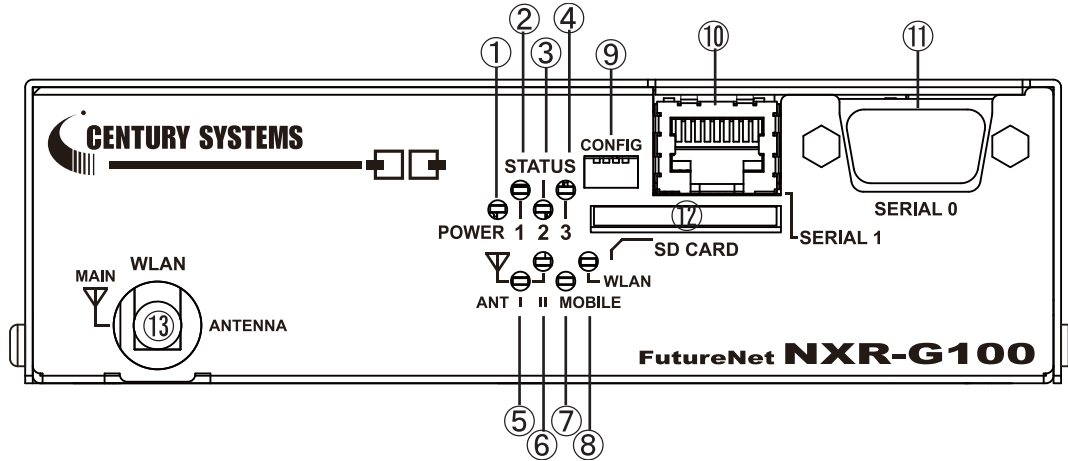 ② ④
① ③ ⑨ ⑩ ⑪
CENTURY SYSTEMS
CONFIG
STATUS
POWER 1 2 3
⑫
SERIAL 0
SERIAL 1
SD CARD
WLAN
MAIN
WLAN
ANT I II MOBILE
⑬
ANTENNA
FutureNet NXR-G100
⑤ ⑥ ⑦ ⑧